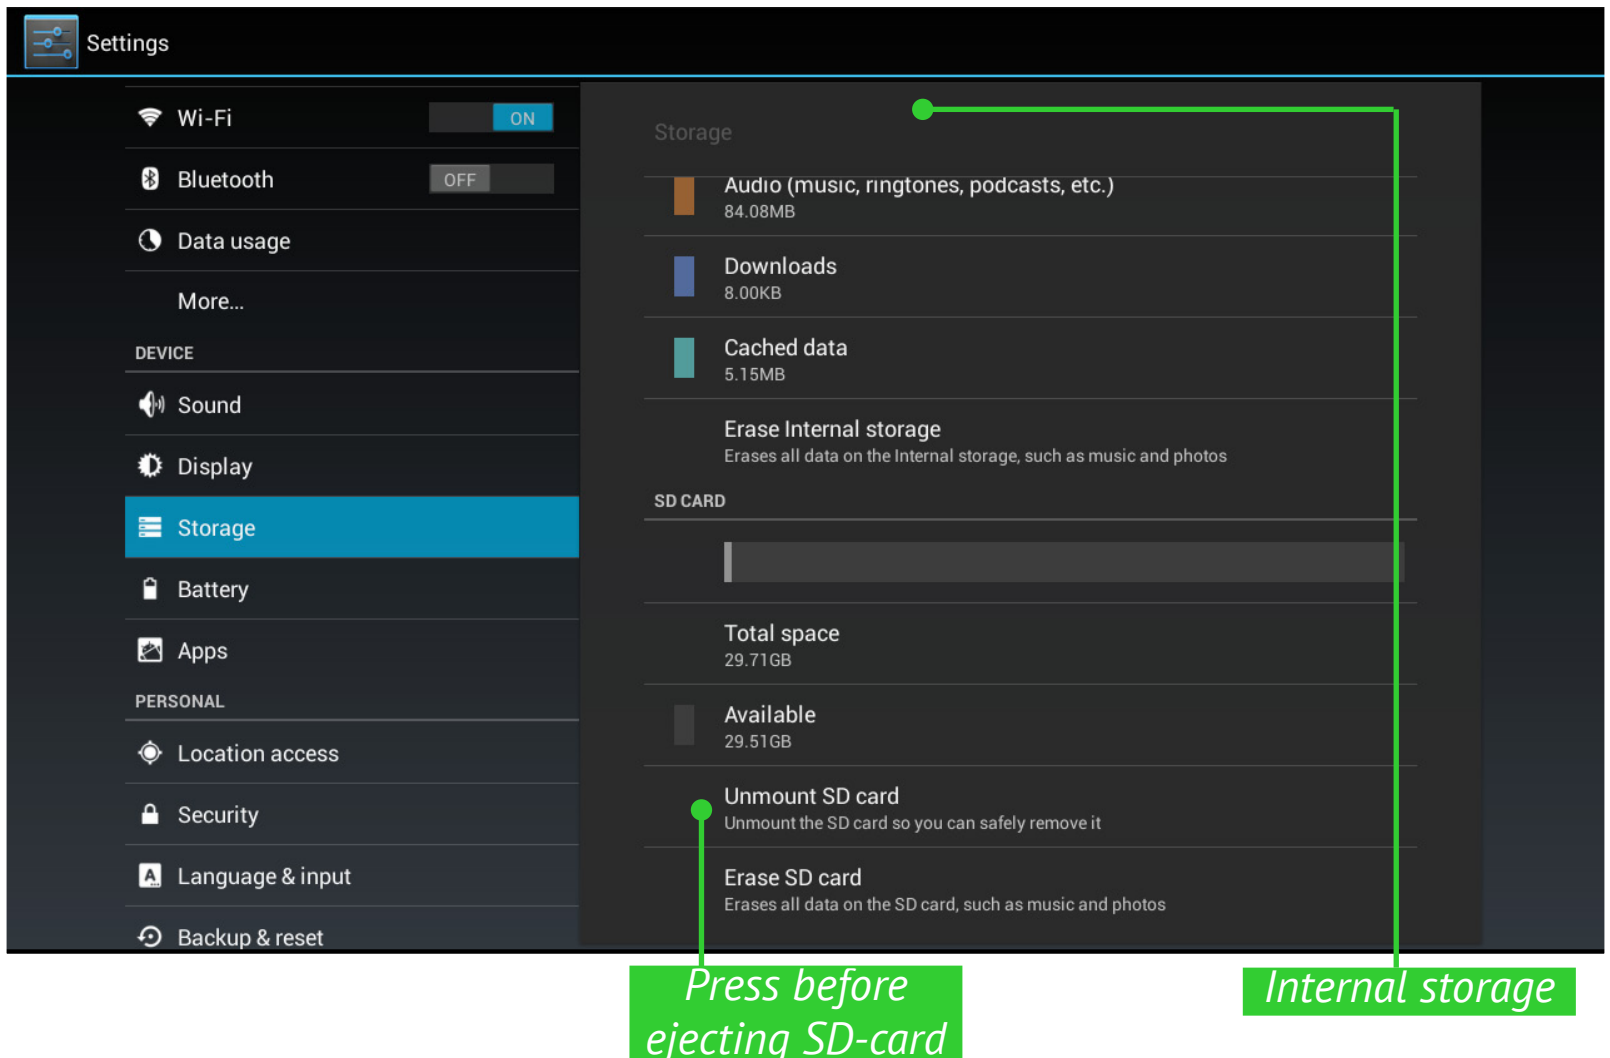 Settings
Wi-Fi
ON
Bluetooth
OFF
Data usage
More...
DEVICE
Sound
Display
Storage
Battery
Apps
PERSONAL
Location access
Security
Language & input
Backup & reset
Storage
Audio (music, ringtones, podcasts, etc.)
84.08MB
Downloads
8.00KB
Cached data
5.15MB
Erase Internal storage
Erases all data on the Internal storage, such as music and photos
SD CARD
Total space
29.71GB
Available
29.51GB
Unmount SD card
Unmount the SD card so you can safely remove it
Erase SD card
Erases all data on the SD card, such as music and photos
Press before
ejecting SD-card
Internal storage